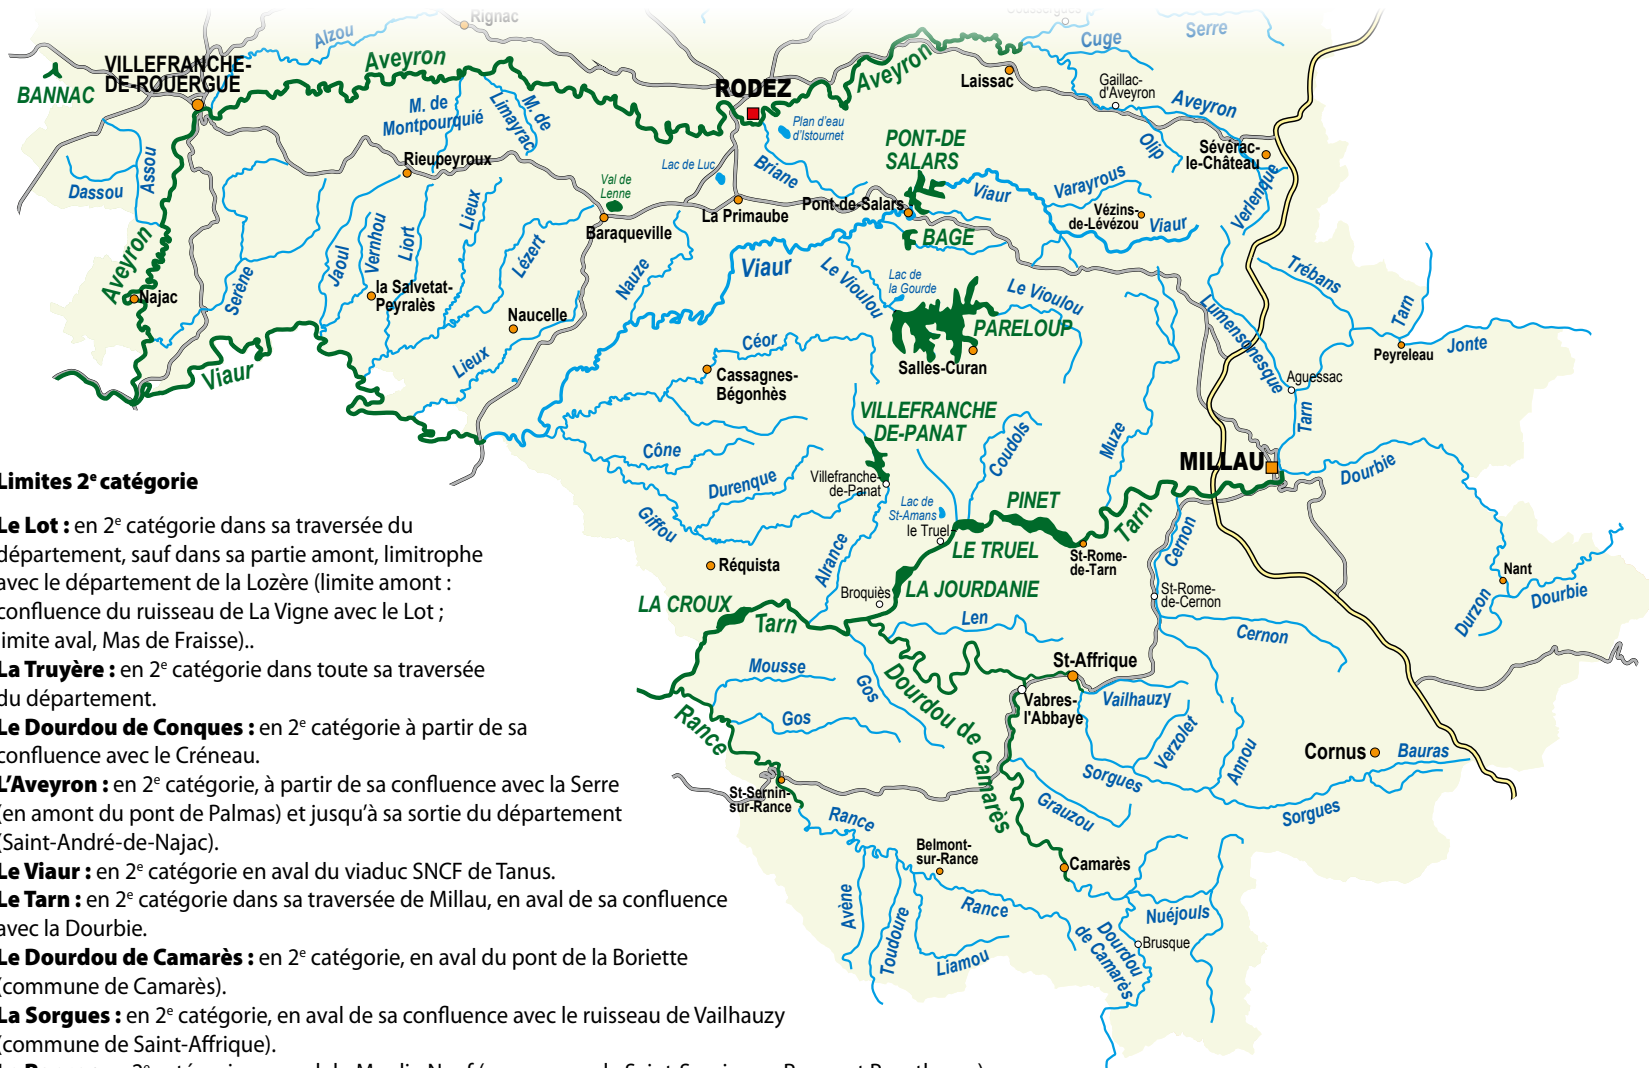 Rignac
Alzou
Aveyron
Cuge
Serre
VILLEFRANCHE-
DE-ROUERGUE
BANNAC
RODEZ
Aveyron
Laissac
Gaillac-
d'Aveyron
Aveyron
M. de
Montpourquié
M. de
Limayrac
Plan d'eau
d'Istournet
PONT-DE
SALARS
Olip
Sévérac-
le-Château
Rieupeyroux
Lac de Luc
Briane
Assou
Dassou
Val de
Lenne
Viaur
Varayrous
Verlenque
Lieux
La Primaube
Pont-de-Salars
Vézins-
de-Lévézou
Viaur
Baraqueville
BAGE
Aveyron
Vernhou
Liort
Jaoul
Lézert
Nauze
Viaur
Le Vioulou
Lac de
la Gourde
Le Vioulou
Trébans
Serène
Najac
la Salvetat-
Peyralès
Naucelle
PARELOUP
Lumensonesque
Tarn
Céor
Peyreleau
Jonte
Lieux
Viaur
Cassagnes-
Bégonhès
Salles-Curan
Aguessac
VILLEFRANCHE
DE-PANAT
Tarn
Coudols
Muze
Cône
Durenque
Villefranche-
de-Panat
MILLAU
Dourbie
Giffou
Lac de
St-Amans
le Truel
PINET
Tarn
LE TRUEL
St-Rome-
de-Tarn
Cernon
Réquista
Alrance
Broquiès
LA JOURDANIE
St-Rome-
de-Cernon
Nant
Durzon
Dourbie
LA CROUX
Tarn
Len
Cernon
Mousse
Gos
Gos
Dourdou de Camarès
St-Affrique
Vabres-
l'Abbaye
Vailhauzy
Verzolet
Annou
Rance
Cornus
Bauras
Sorgues
Sorgues
Grauzou
St-Sernin-
sur-Rance
Rance
Belmont-
sur-Rance
Camarès
Avène
Toudoure
Rance
Liamou
Nuéjouls
Dourdou
de Camarès
Brusque
Limites 2e catégorie
Le Lot : en 2e catégorie dans sa traversée du
département, sauf dans sa partie amont, limitrophe
avec le département de la Lozère (limite amont :
confluence du ruisseau de La Vigne avec le Lot ;
limite aval, Mas de Fraisse)..
La Truyère : en 2e catégorie dans toute sa traversée
du département.
Le Dourdou de Conques : en 2e catégorie à partir de sa
confluence avec le Créneau.
L'Aveyron : en 2e catégorie, à partir de sa confluence avec la Serre
(en amont du pont de Palmas) et jusqu'à sa sortie du département
(Saint-André-de-Najac).
Le Viaur : en 2e catégorie en aval du viaduc SNCF de Tanus.
Le Tarn : en 2e catégorie dans sa traversée de Millau, en aval de sa confluence
avec la Dourbie.
Le Dourdou de Camarès : en 2e catégorie, en aval du pont de la Boriette
(commune de Camarès).
La Sorgues : en 2e catégorie, en aval de sa confluence avec le ruisseau de Vailhauzy
(commune de Saint-Affrique).